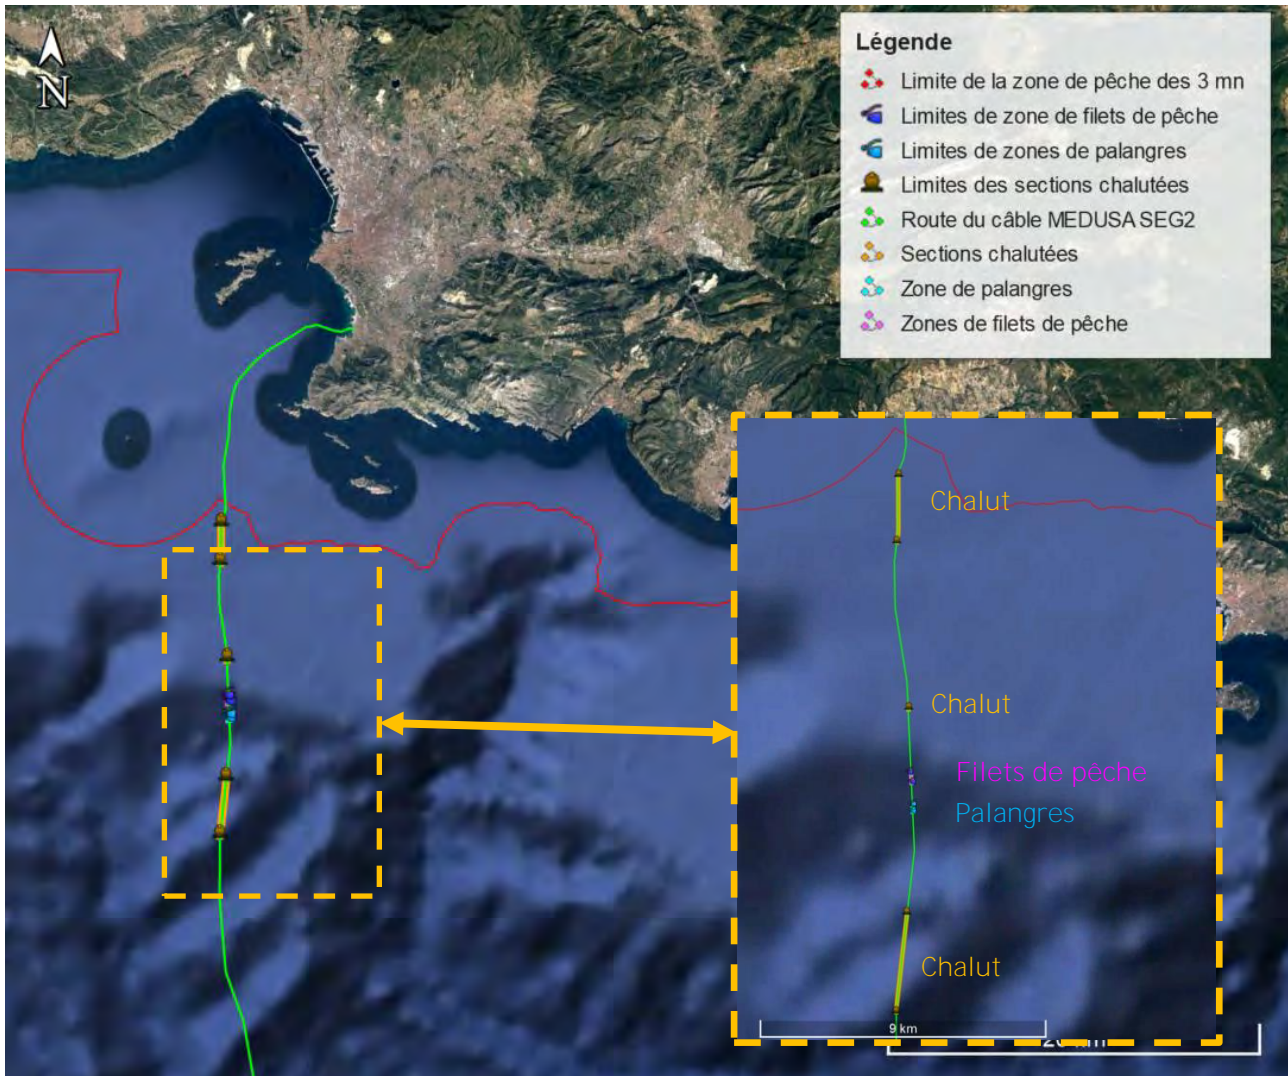 N
Légende
Limite de la zone de pêche des 3 mn
Limites de zone de filets de pêche
Limites de zones de palangres
Limites des sections chalutées
Route du câble MEDUSA SEG2
Sections chalutées
Zone de palangres
Zones de filets de pêche
Chalut
Chalut
Filets de pêche
Palangres
Chalut
9 km